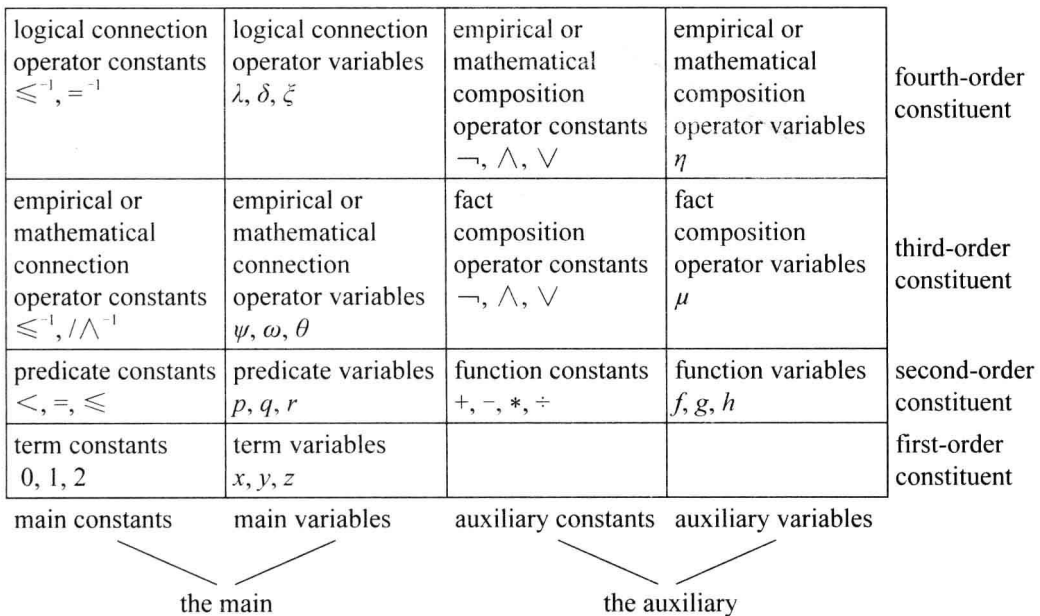 logical connection
operator constants
⩽⁻¹, =⁻¹
logical connection
operator variables
λ, δ, ξ
empirical or
mathematical
composition
operator constants
¬, ∧, ∨
empirical or
mathematical
composition
operator variables
η
fourth-order
constituent
empirical or
mathematical
connection
operator constants
⩽⁻¹, /∧⁻¹
empirical or
mathematical
connection
operator variables
ψ, ω, θ
fact
composition
operator constants
¬, ∧, ∨
fact
composition
operator variables
μ
third-order
constituent
predicate constants
<, =, ⩽
predicate variables
p, q, r
function constants
+, −, *, ÷
function variables
f, g, h
second-order
constituent
term constants
0, 1, 2
term variables
x, y, z
first-order
constituent
main constants
main variables
auxiliary constants
auxiliary variables
the main
the auxiliary